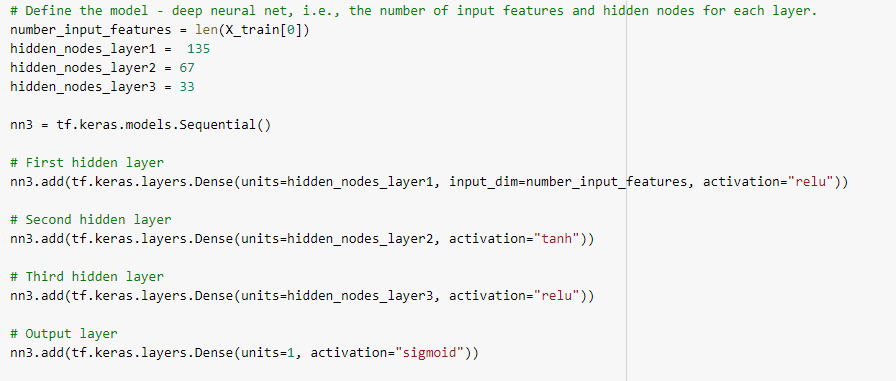 # Define the model - deep neural net, i.e., the number of input features and hidden nodes for each layer.
number_input_features = len(X_train[0])
hidden_nodes_layer1 =  135
hidden_nodes_layer2 = 67
hidden_nodes_layer3 = 33
nn3 = tf.keras.models.Sequential()
# First hidden layer
nn3.add(tf.keras.layers.Dense(units=hidden_nodes_layer1, input_dim=number_input_features, activation="relu"))
# Second hidden layer
nn3.add(tf.keras.layers.Dense(units=hidden_nodes_layer2, activation="tanh"))
# Third hidden layer
nn3.add(tf.keras.layers.Dense(units=hidden_nodes_layer3, activation="relu"))
# Output layer
nn3.add(tf.keras.layers.Dense(units=1, activation="sigmoid"))